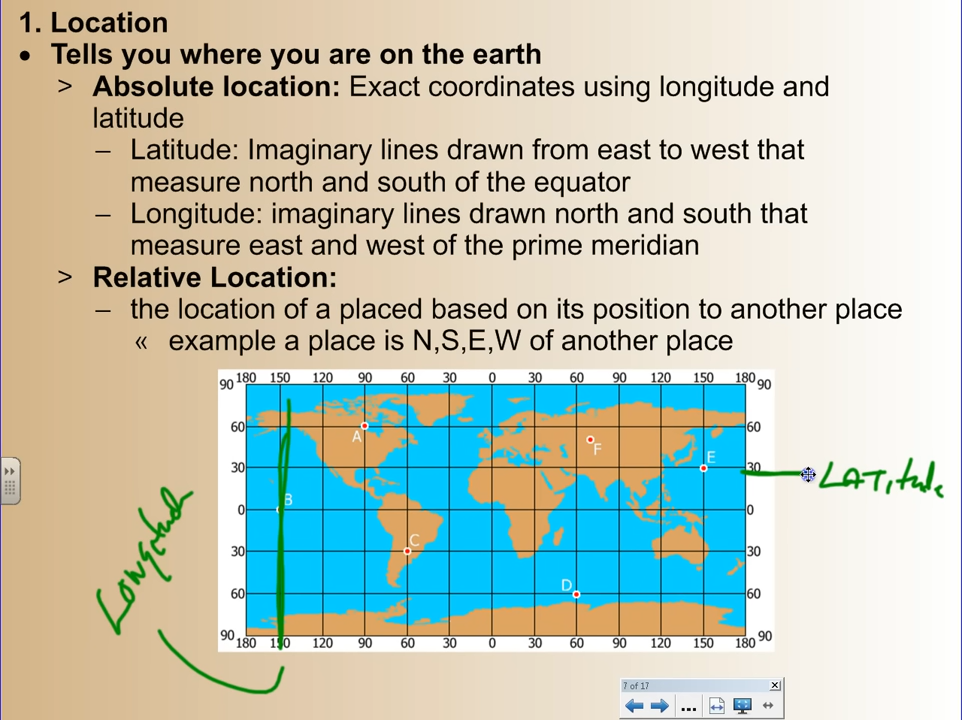 1. Location
• Tells you where you are on the earth
> Absolute location: Exact coordinates using longitude and
latitude
– Latitude: Imaginary lines drawn from east to west that
measure north and south of the equator
– Longitude: imaginary lines drawn north and south that
measure east and west of the prime meridian
> Relative Location:
– the location of a placed based on its position to another place
« example a place is N,S,E,W of another place
180 150 120 90 60 30 0 30 60 90 120 150 180
90 90
60 60
A
F
E
30 30
LATitude
B
0 0
Longitude
C
30 30
D
60 60
90 90
180 150 120 90 60 30 0 30 60 90 120 150 180
7 of 17
...